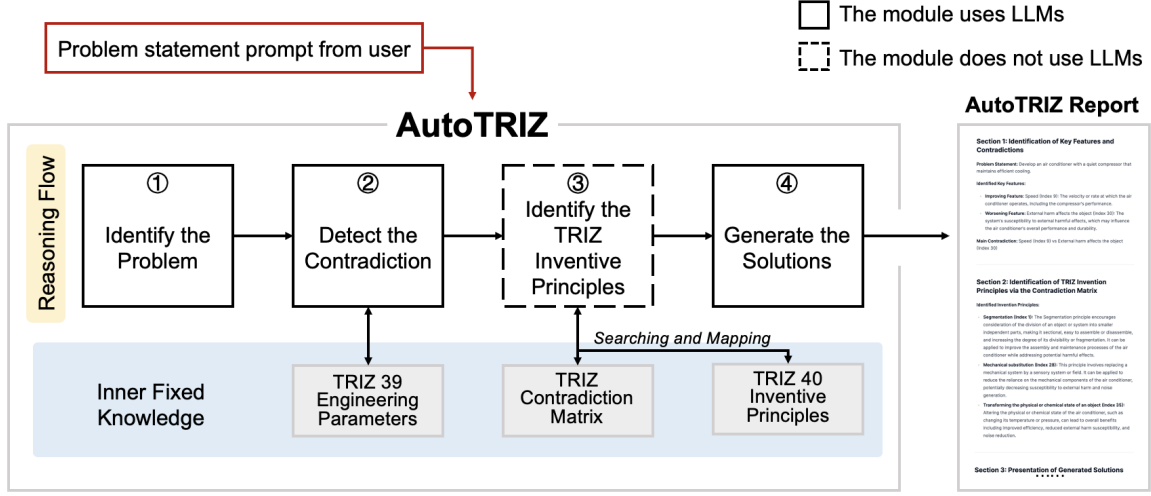 The module uses LLMs
Problem statement prompt from user
The module does not use LLMs
AutoTRIZ Report
AutoTRIZ
Reasoning Flow
①
Identify the
Problem
②
Detect the
Contradiction
③
Identify the
TRIZ
Inventive
Principles
④
Generate the
Solutions
Searching and Mapping
Inner Fixed
Knowledge
TRIZ 39
Engineering
Parameters
TRIZ
Contradiction
Matrix
TRIZ 40
Inventive
Principles
Section 1: Identification of Key Features and
Contradictions
Problem Statement: Develop an air conditioner with a quiet compressor that
maintains efficient cooling.
Identified Key Features:
Improving Feature: Speed (Index 9): The velocity or rate at which the air
conditioner operates, including the compressor's performance.
Worsening Feature: External harm affects the object (Index 30): The
system's susceptibility to external harmful effects, which may influence
the air conditioner's overall performance and durability.
Main Contradiction: Speed (Index 9) vs External harm affects the object
(Index 30)
Section 2: Identification of TRIZ Invention
Principles via the Contradiction Matrix
Identified Invention Principles:
Segmentation (Index 1): The Segmentation principle encourages
consideration of the division of an object or system into smaller
independent parts, making it sectional, easy to assemble or disassemble,
and increasing the degree of its divisibility or fragmentation. It can be
applied to improve the assembly and maintenance processes of the air
conditioner while addressing potential harmful effects.
Mechanical substitution (Index 28): This principle involves replacing a
mechanical system by a sensory system or field. It can be applied to
reduce the reliance on the mechanical components of the air conditioner,
potentially decreasing susceptibility to external harm and noise
generation.
Transforming the physical or chemical state of an object (Index 35):
Altering the physical or chemical state of the air conditioner, such as
changing its temperature or pressure, can lead to overall benefits
including improved efficiency, reduced external harm susceptibility, and
noise reduction.
Section 3: Presentation of Generated Solutions
......